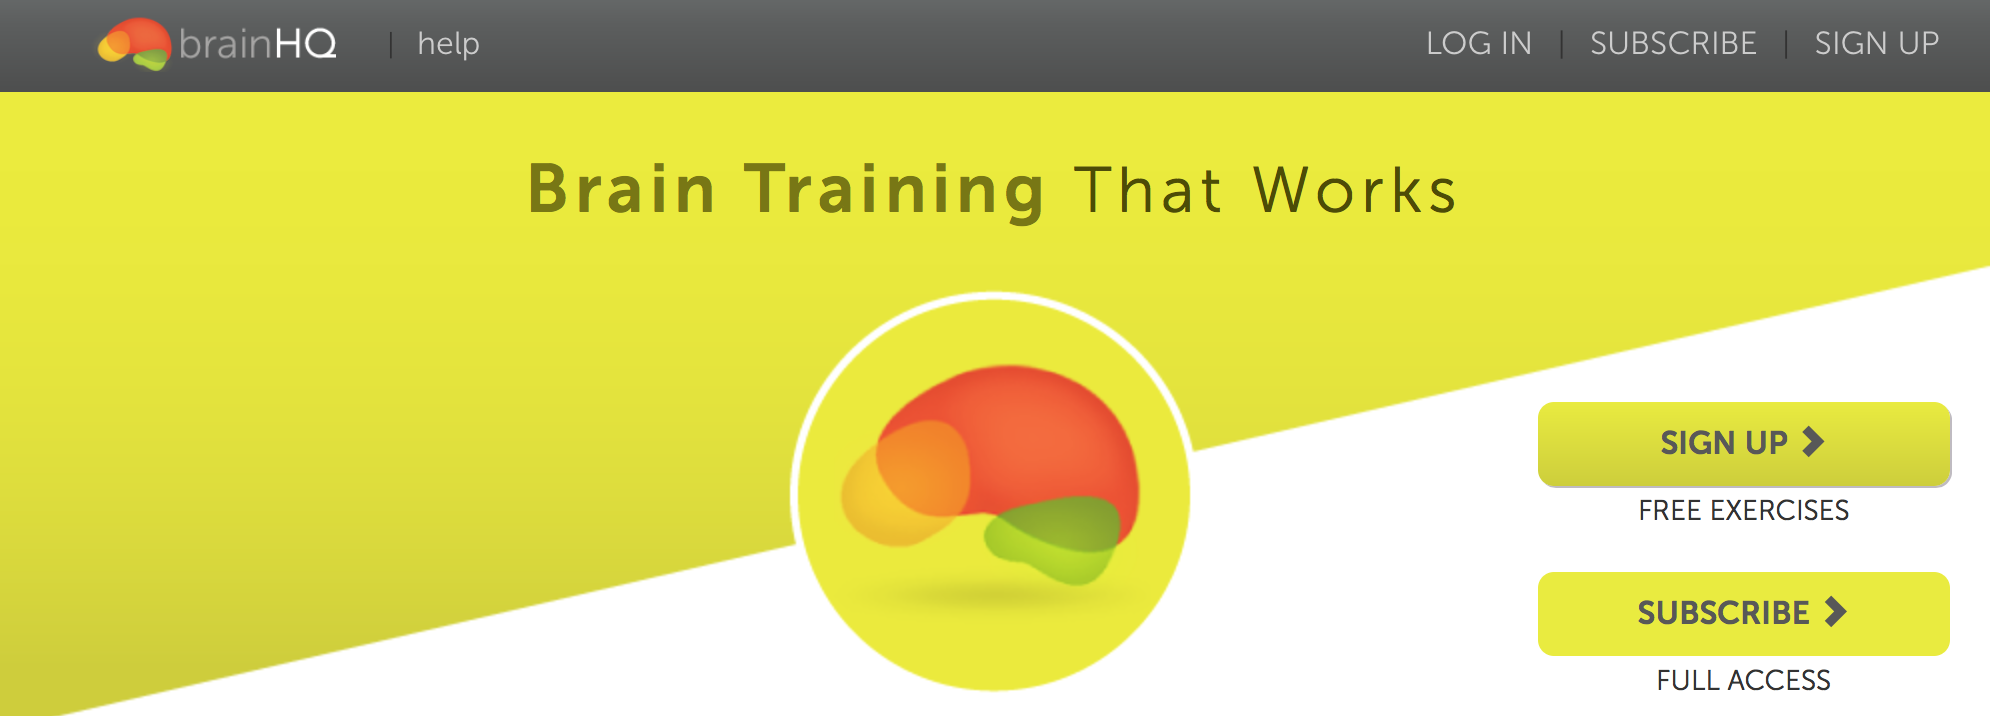 brainHQ | help LOG IN | SUBSCRIBE | SIGN UP
Brain Training That Works
SIGN UP
FREE EXERCISES
SUBSCRIBE
FULL ACCESS